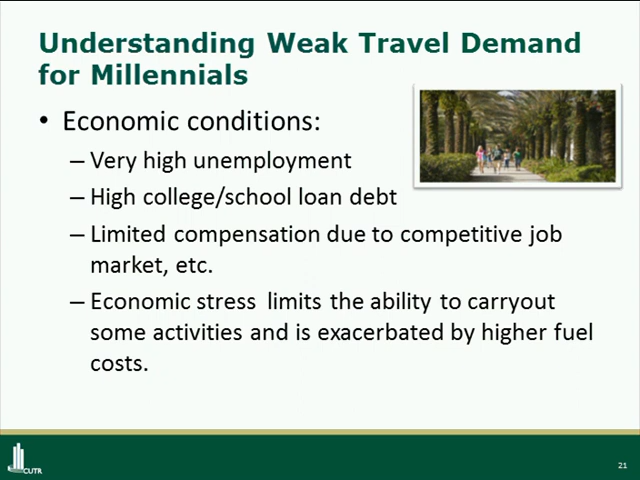 Understanding Weak Travel Demand
for Millennials
• Economic conditions:
– Very high unemployment
– High college/school loan debt
– Limited compensation due to competitive job
market, etc.
– Economic stress limits the ability to carryout
some activities and is exacerbated by higher fuel
costs.
CUTR
21